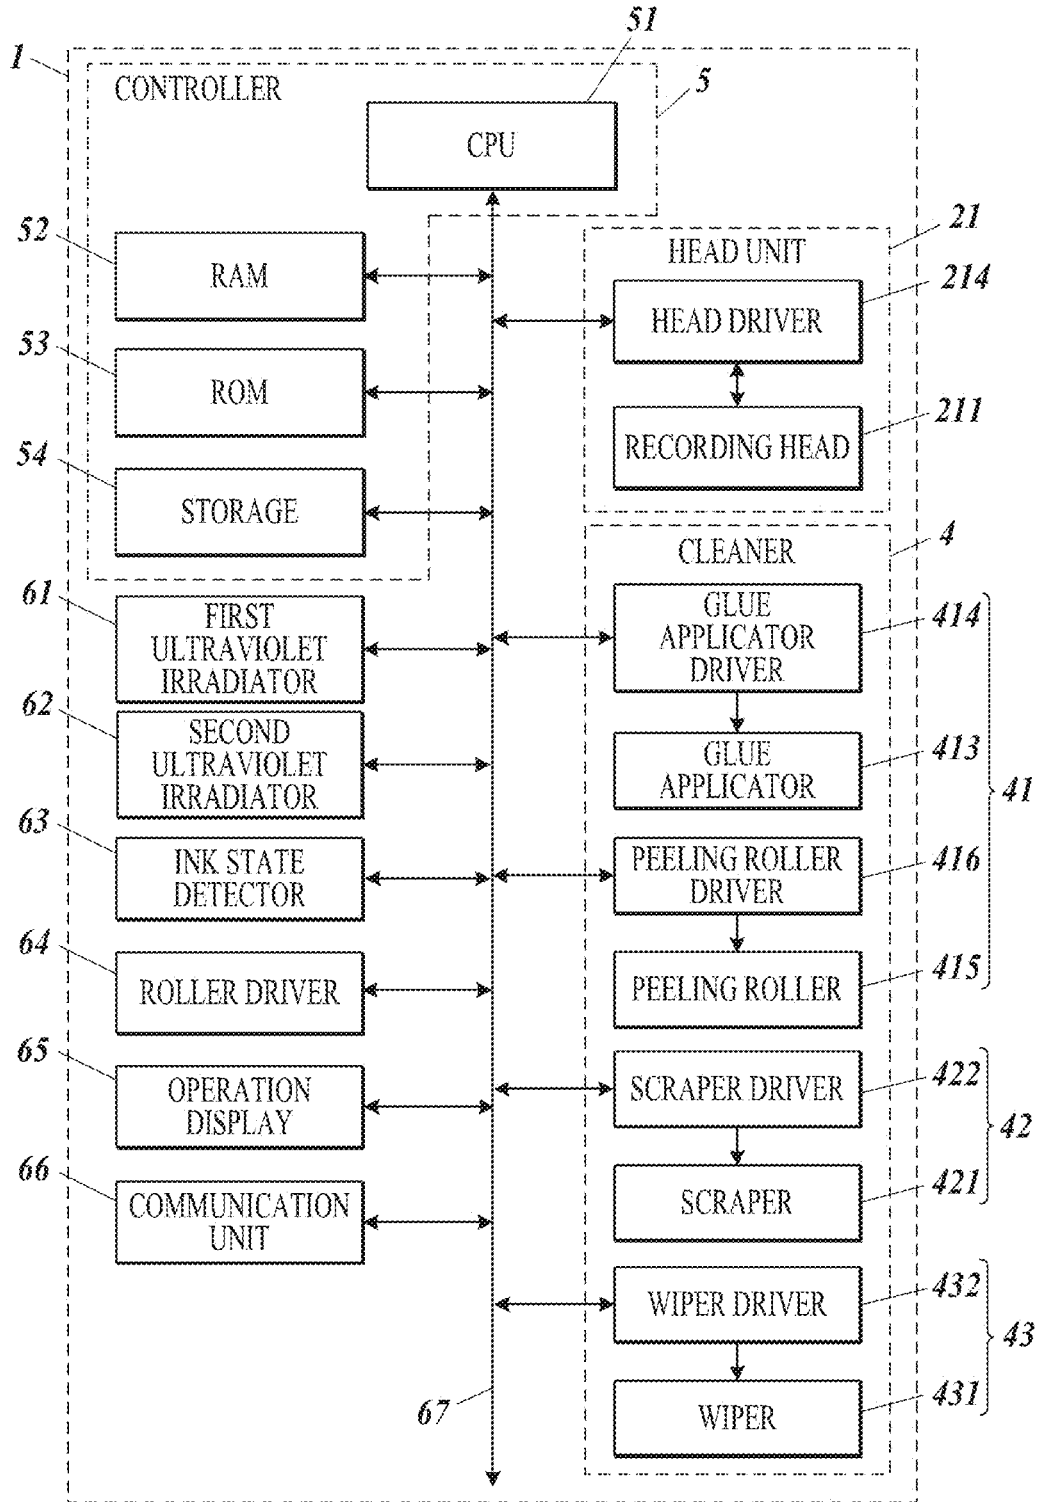 1
CONTROLLER
51
5
CPU
52
RAM
53
ROM
54
STORAGE
21
HEAD UNIT
214
HEAD DRIVER
211
RECORDING HEAD
61
FIRST
ULTRAVIOLET
IRRADIATOR
62
SECOND
ULTRAVIOLET
IRRADIATOR
63
INK STATE
DETECTOR
64
ROLLER DRIVER
65
OPERATION
DISPLAY
66
COMMUNICATION
UNIT
67
4
CLEANER
GLUE
APPLICATOR
DRIVER
414
GLUE
APPLICATOR
413
41
PEELING ROLLER
DRIVER
416
PEELING ROLLER
415
SCRAPER DRIVER
422
42
SCRAPER
421
WIPER DRIVER
432
43
WIPER
431